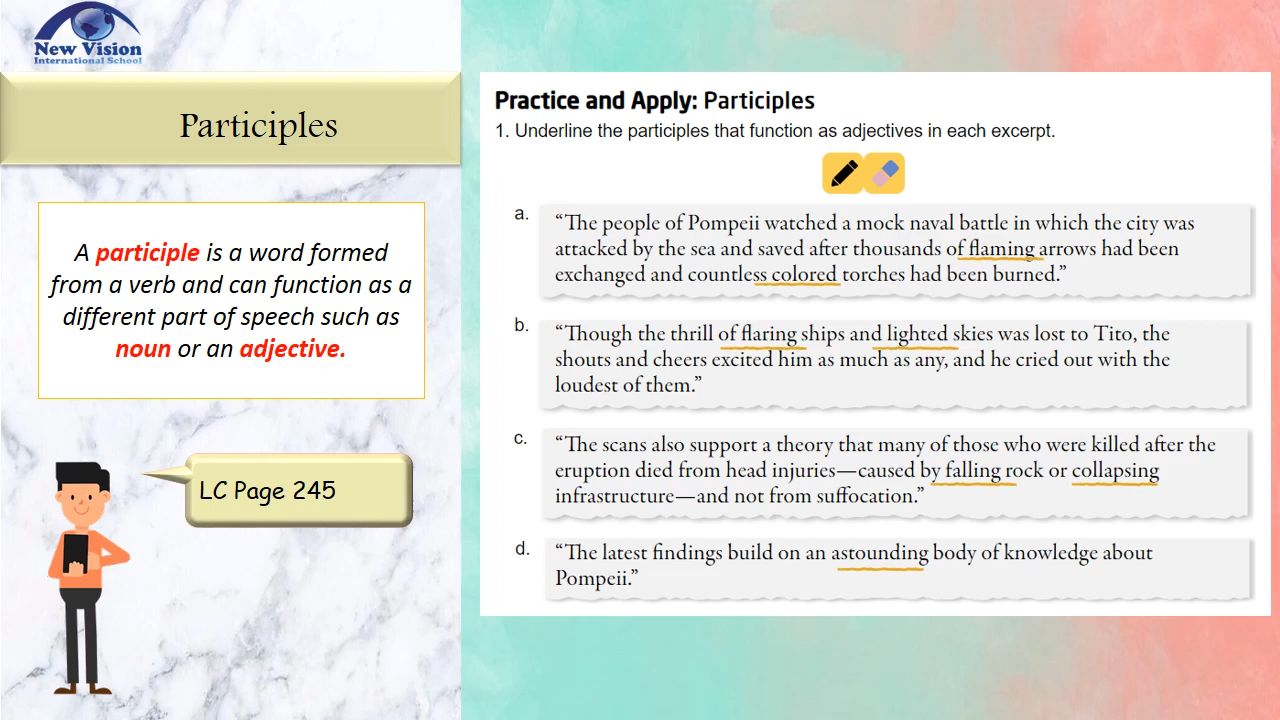 New Vision
International School
Participles
A participle is a word formed
from a verb and can function as a
different part of speech such as
noun or an adjective.
LC Page 245
Practice and Apply: Participles
1. Underline the participles that function as adjectives in each excerpt.
a. “The people of Pompeii watched a mock naval battle in which the city was
attacked by the sea and saved after thousands of flaming arrows had been
exchanged and countless colored torches had been burned.”
b. “Though the thrill of flaring ships and lighted skies was lost to Tito, the
shouts and cheers excited him as much as any, and he cried out with the
loudest of them.”
c. “The scans also support a theory that many of those who were killed after the
eruption died from head injuries—caused by falling rock or collapsing
infrastructure—and not from suffocation.”
d. “The latest findings build on an astounding body of knowledge about
Pompeii.”